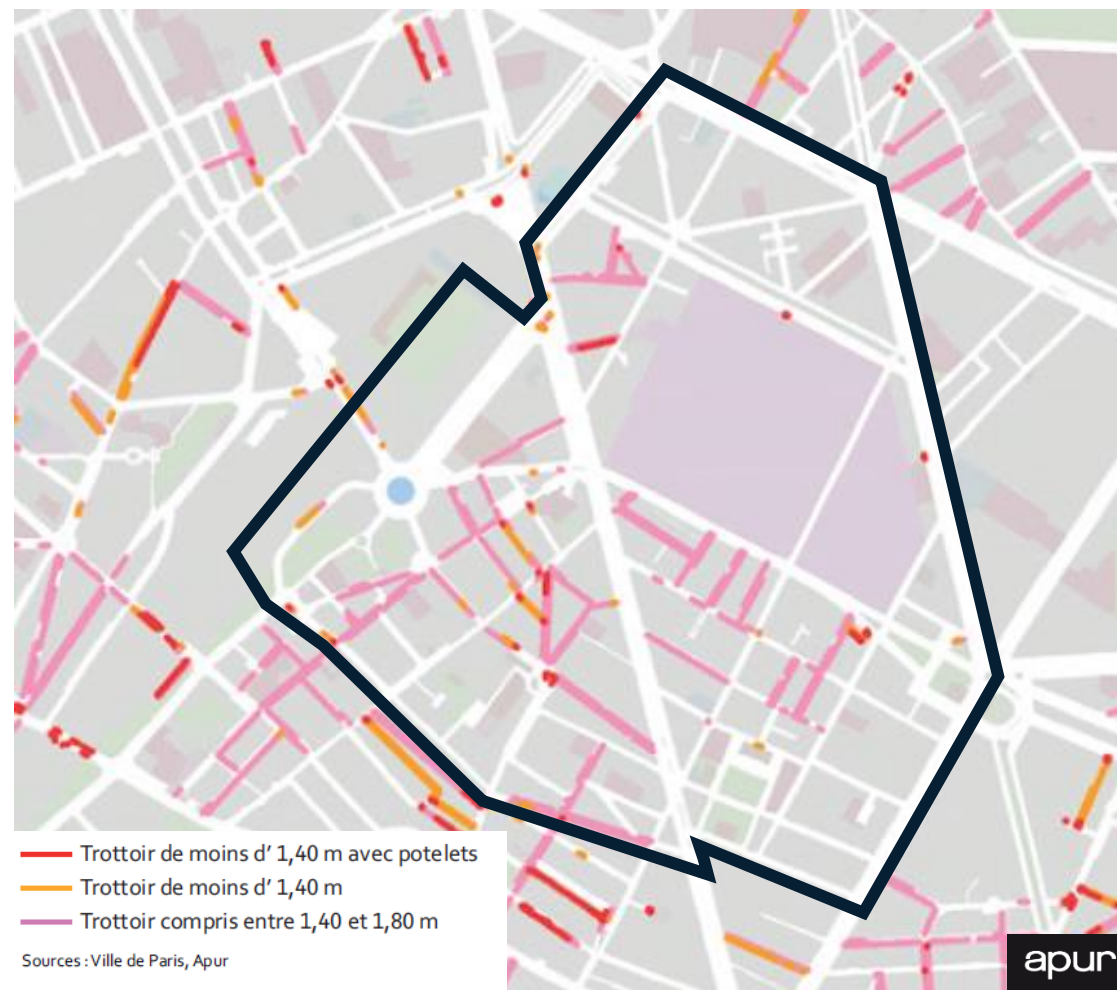 Trottoir de moins d' 1,40 m avec potelets
Trottoir de moins d' 1,40 m
Trottoir compris entre 1,40 et 1,80 m
Sources : Ville de Paris, Apur
apur